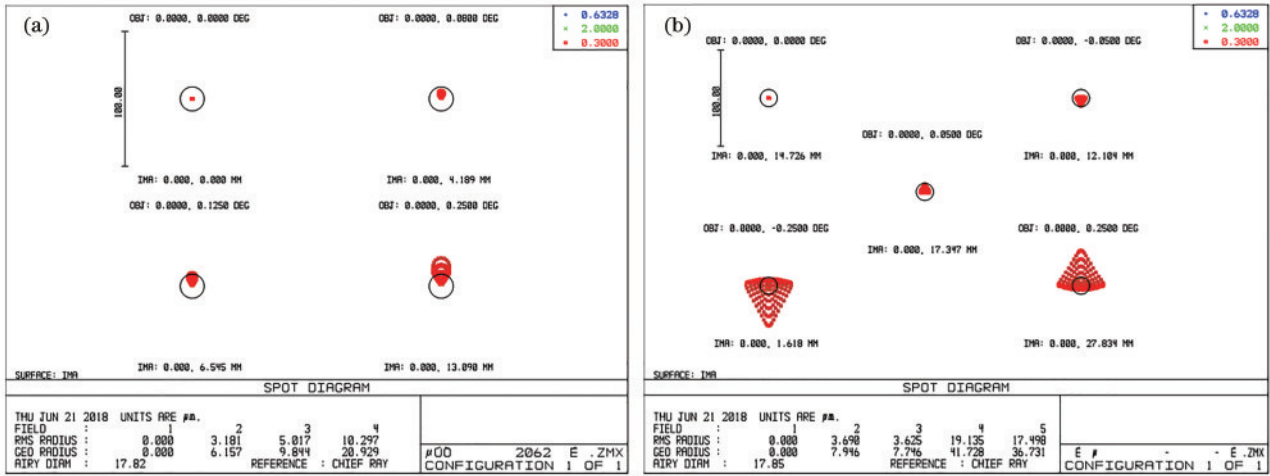 (a)
OBJ: 0.0000, 0.0000 DEG
OBJ: 0.0000, 0.0800 DEG
0.6328
2.0000
0.3000
100.00
IMA: 0.000, 0.000 MM
IMA: 0.000, 4.189 MM
OBJ: 0.0000, 0.1250 DEG
OBJ: 0.0000, 0.2500 DEG
IMA: 0.000, 6.545 MM
IMA: 0.000, 13.090 MM
SURFACE: IMA
SPOT DIAGRAM
THU JUN 21 2018 UNITS ARE µm.
FIELD : 1 2 3 4
RMS RADIUS : 0.000 3.181 5.017 10.297
GEO RADIUS : 0.000 6.157 9.844 20.929
AIRY DIAM : 17.82 REFERENCE : CHIEF RAY
µÖÐ 2062 É .ZMX
CONFIGURATION 1 OF 1
(b)
OBJ: 0.0000, 0.0000 DEG
OBJ: 0.0000, -0.0500 DEG
0.6328
2.0000
0.3000
100.00
OBJ: 0.0000, 0.0500 DEG
IMA: 0.000, 14.726 MM
IMA: 0.000, 12.104 MM
OBJ: 0.0000, -0.2500 DEG
OBJ: 0.0000, 0.2500 DEG
IMA: 0.000, 17.347 MM
IMA: 0.000, 1.618 MM
IMA: 0.000, 27.834 MM
SURFACE: IMA
SPOT DIAGRAM
THU JUN 21 2018 UNITS ARE µm.
FIELD : 1 2 3 4 5
RMS RADIUS : 0.000 3.690 3.625 19.135 17.498
GEO RADIUS : 0.000 7.946 7.746 41.728 36.731
AIRY DIAM : 17.85 REFERENCE : CHIEF RAY
.ZMX
CONFIGURATION 1 OF 1